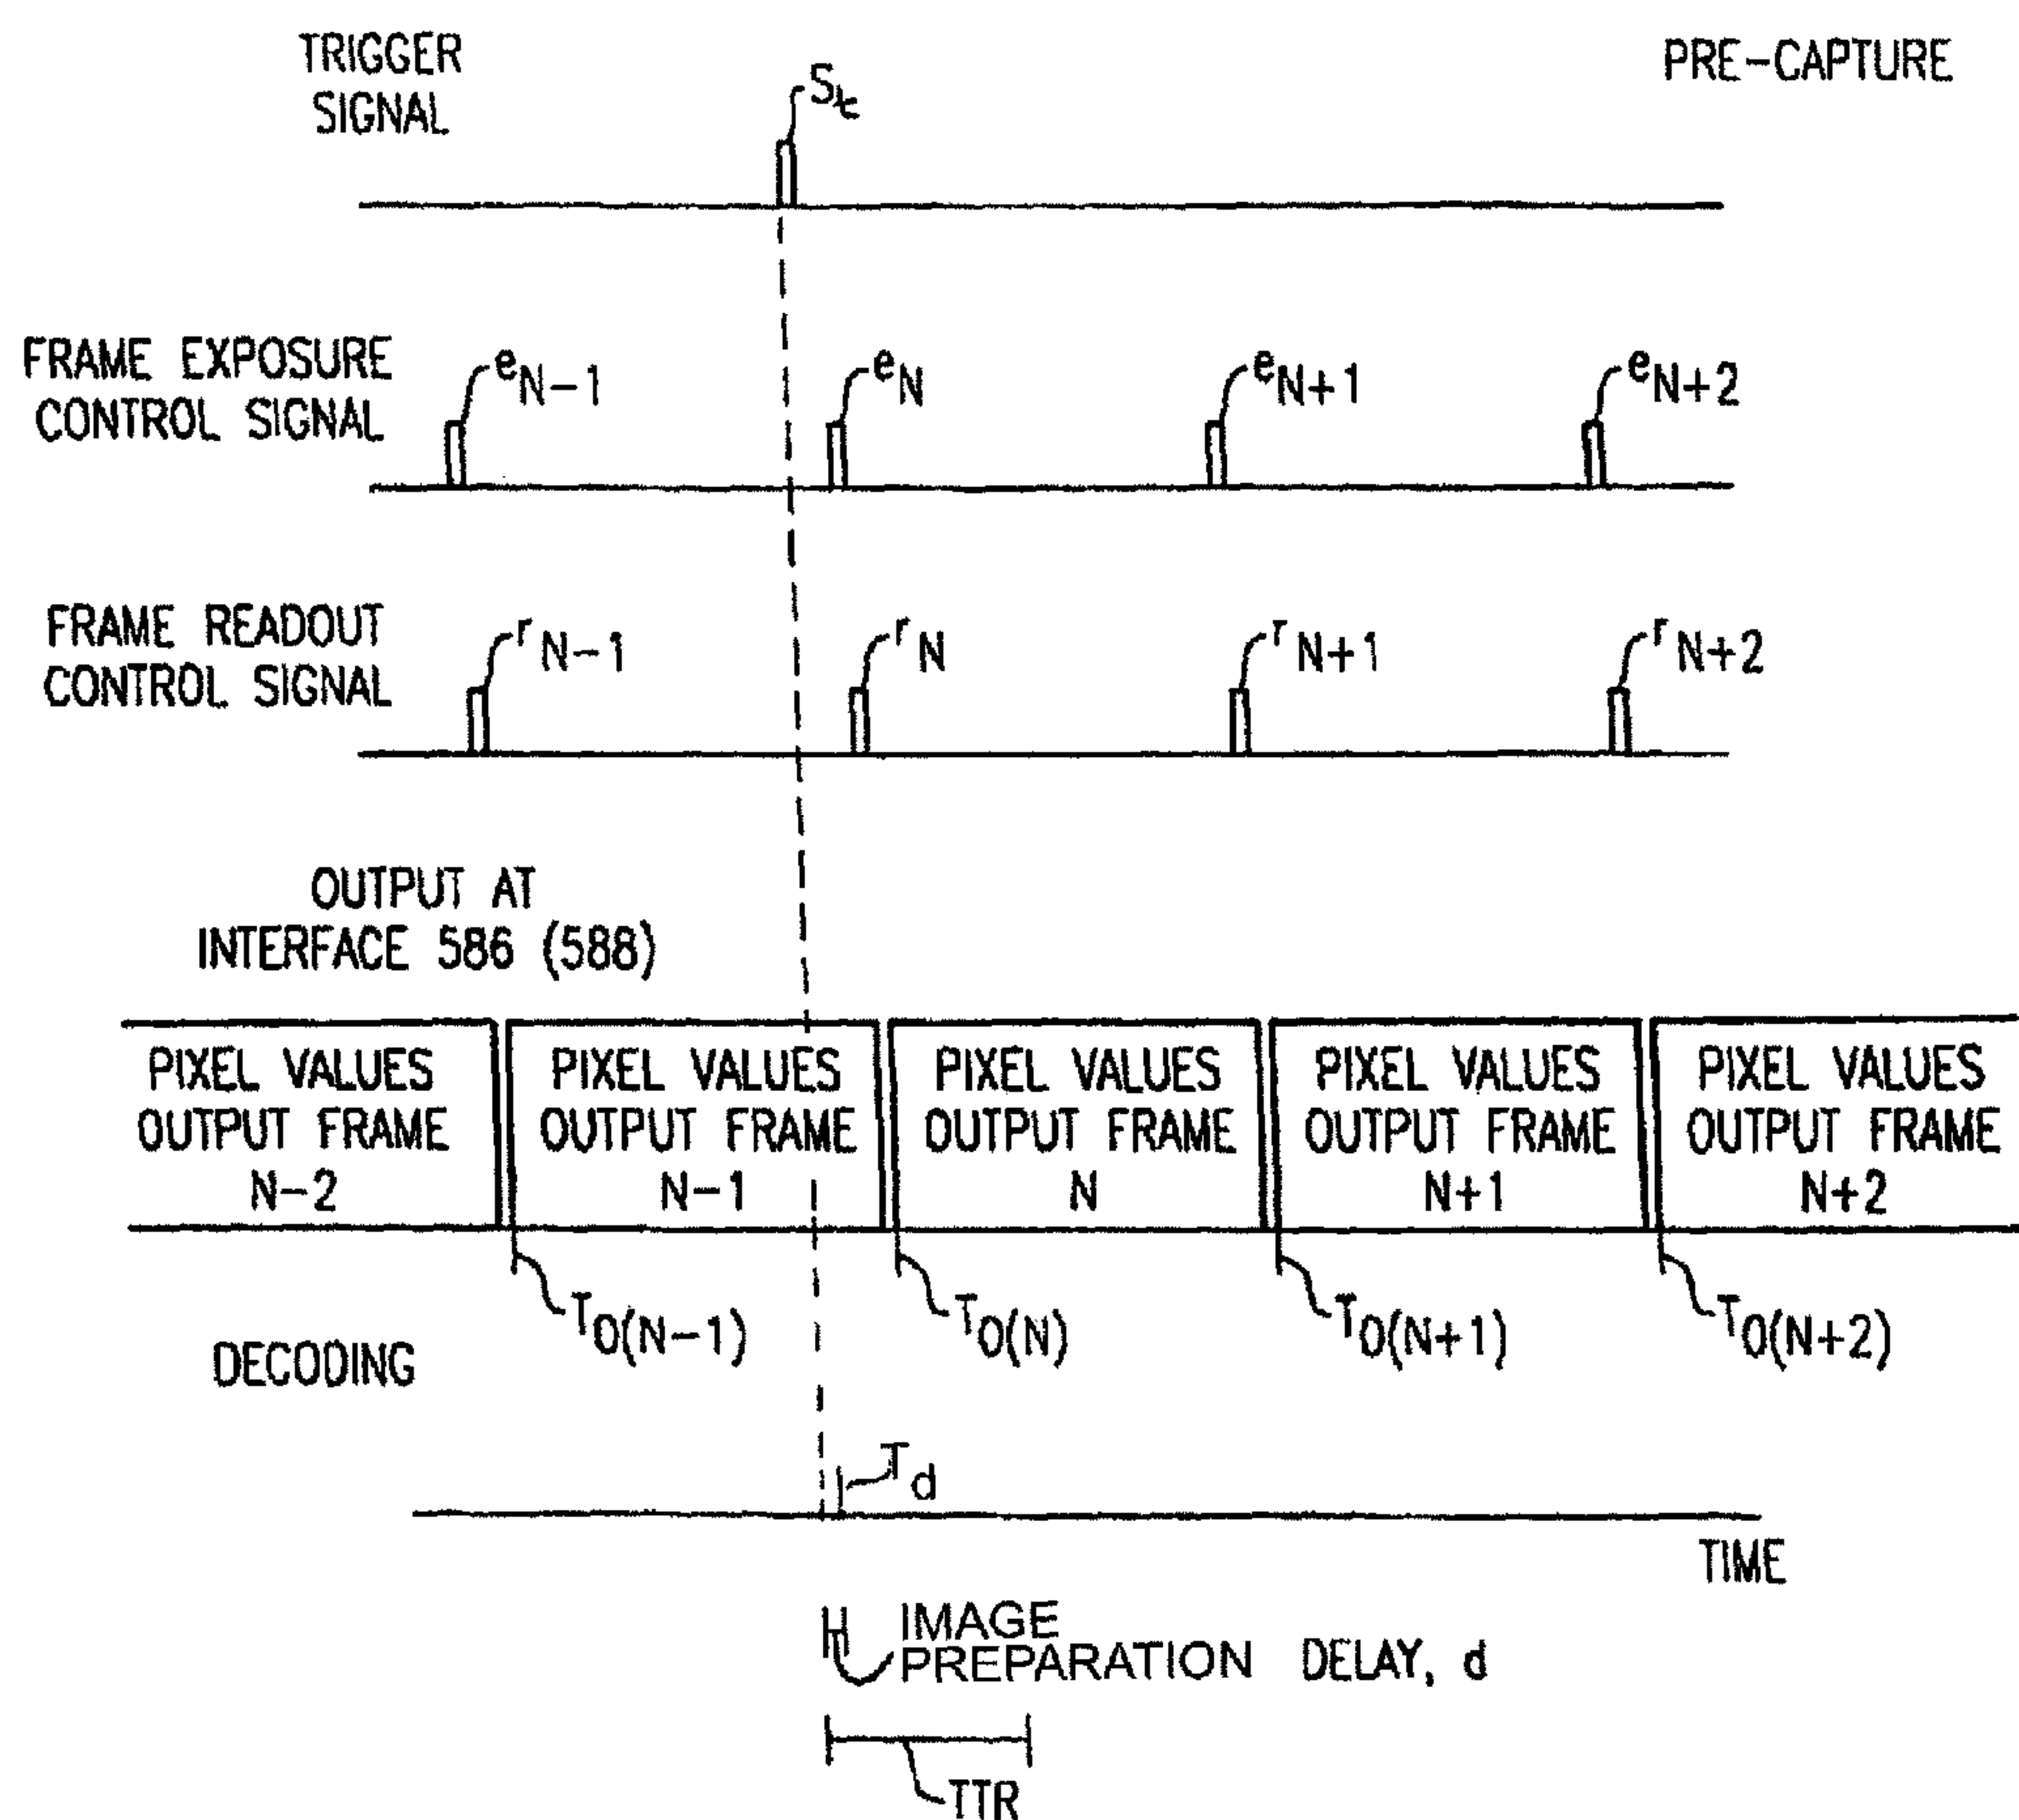 TRIGGER
SIGNAL
PRE-CAPTURE
St
FRAME EXPOSURE
CONTROL SIGNAL
eN-1
eN
eN+1
eN+2
FRAME READOUT
CONTROL SIGNAL
rN-1
rN
rN+1
rN+2
OUTPUT AT
INTERFACE 586 (588)
PIXEL VALUES
OUTPUT FRAME
N-2
PIXEL VALUES
OUTPUT FRAME
N-1
PIXEL VALUES
OUTPUT FRAME
N
PIXEL VALUES
OUTPUT FRAME
N+1
PIXEL VALUES
OUTPUT FRAME
N+2
TO(N-1)
TO(N)
TO(N+1)
TO(N+2)
DECODING
Td
TIME
IMAGE
PREPARATION DELAY, d
TTR